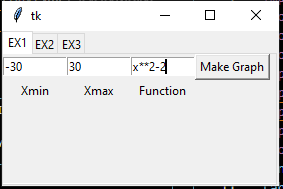 tk
EX1 EX2 EX3
-30 30 x**2-2 Make Graph
Xmin Xmax Function